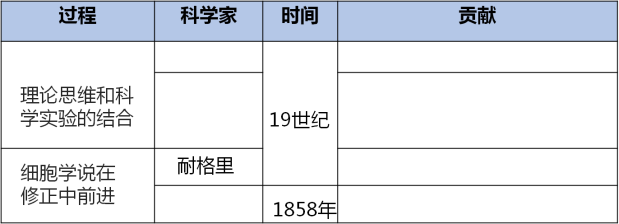 过程 科学家 时间 贡献
理论思维和科
学实验的结合
19世纪
细胞学说在
修正中前进
耐格里
1858年